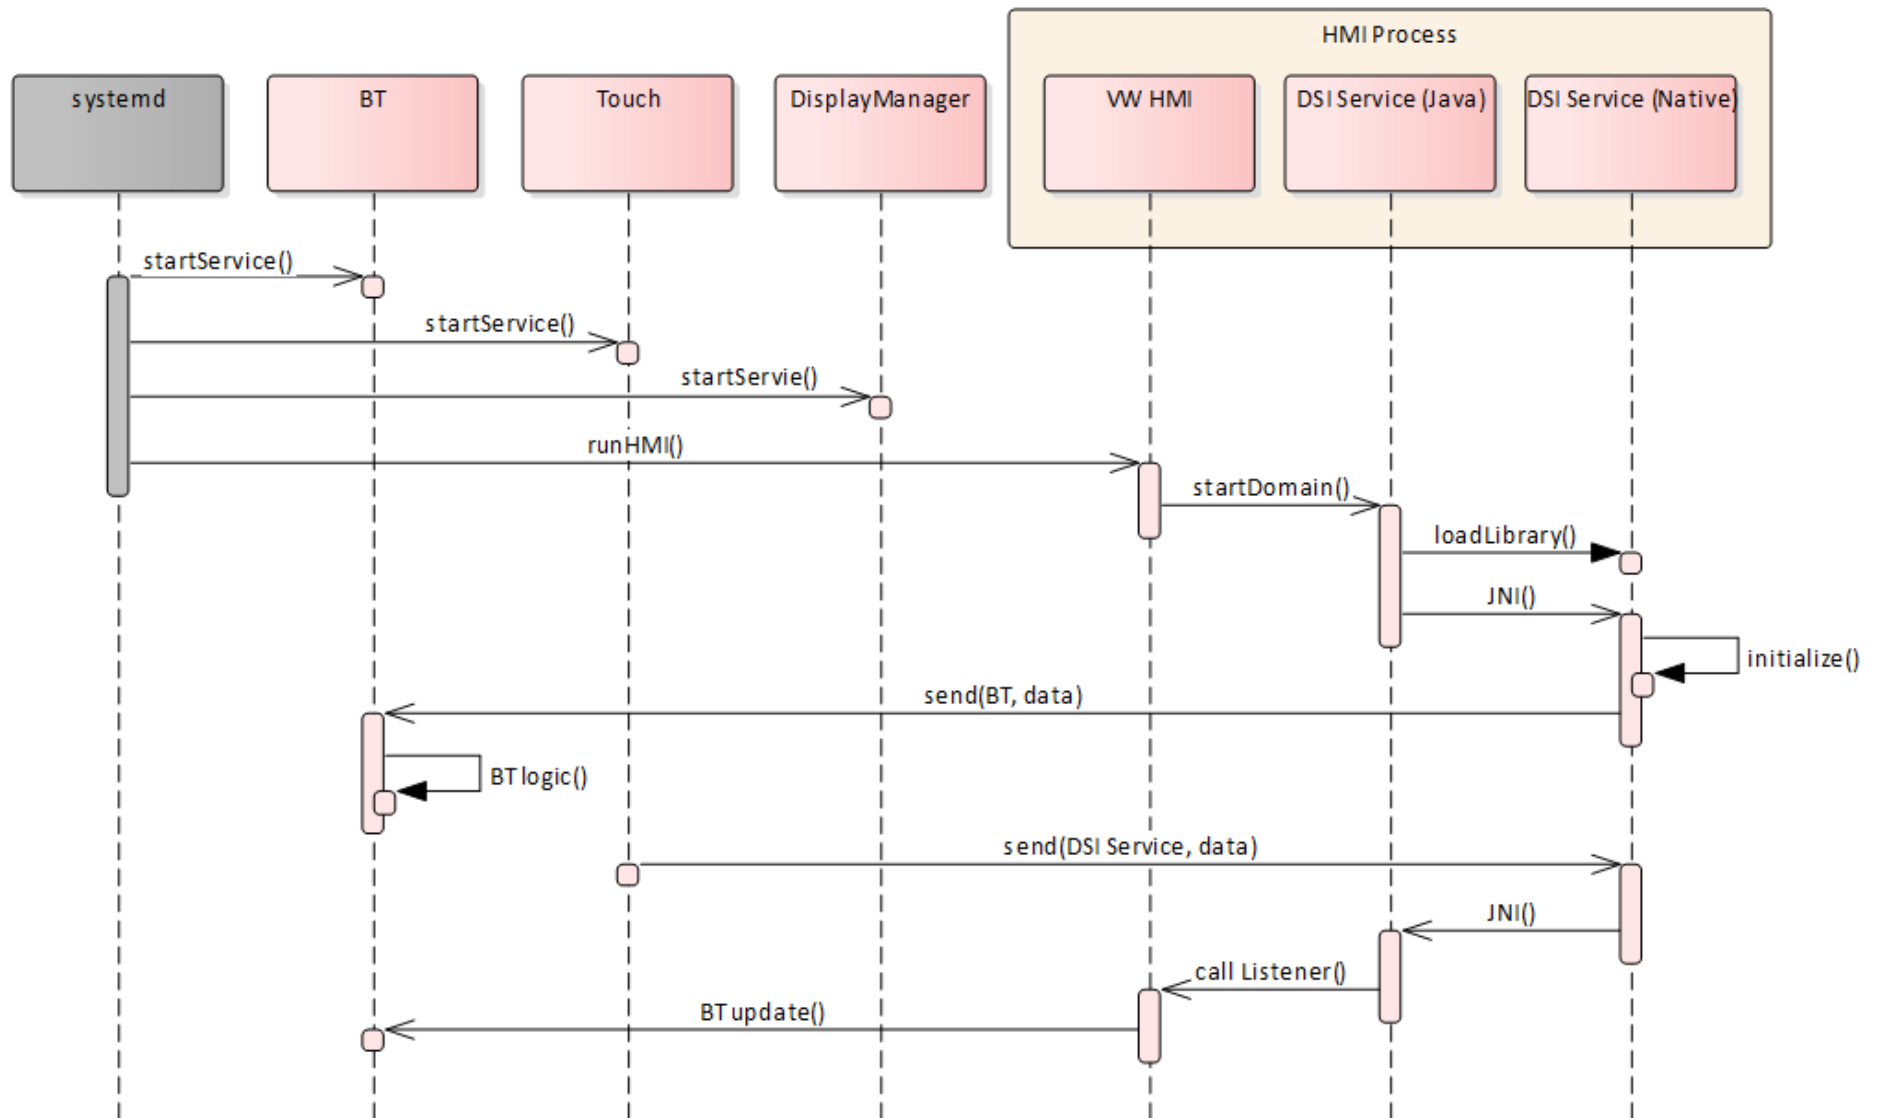 HMI Process
systemd
BT
Touch
DisplayManager
VW HMI
DSI Service (Java)
DSI Service (Native)
startService()
startService()
startServie()
runHMI()
startDomain()
loadLibrary()
JNI()
initialize()
send(BT, data)
BT logic()
send(DSI Service, data)
JNI()
call Listener()
BT update()